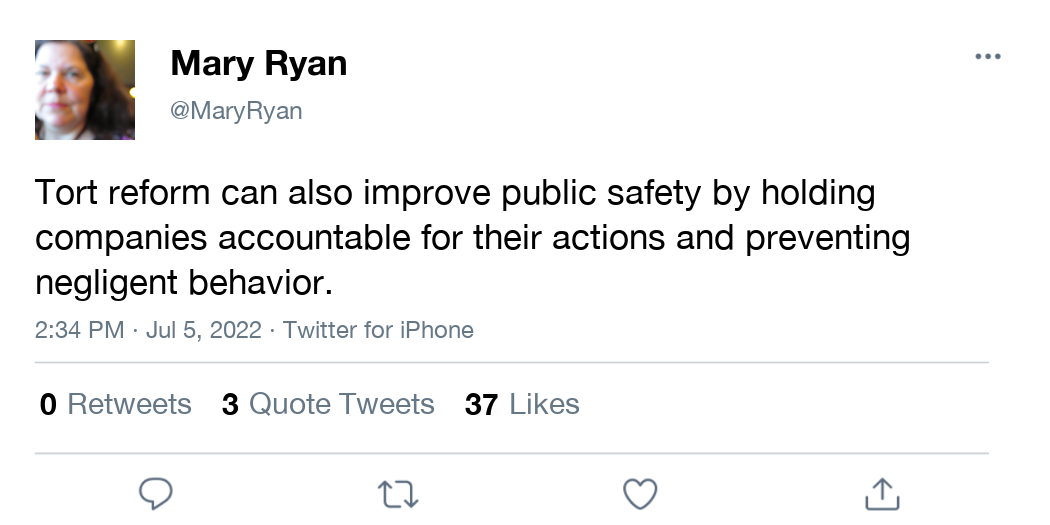 Mary Ryan
@MaryRyan
Tort reform can also improve public safety by holding
companies accountable for their actions and preventing
negligent behavior.
2:34 PM · Jul 5, 2022 · Twitter for iPhone
0 Retweets 3 Quote Tweets 37 Likes